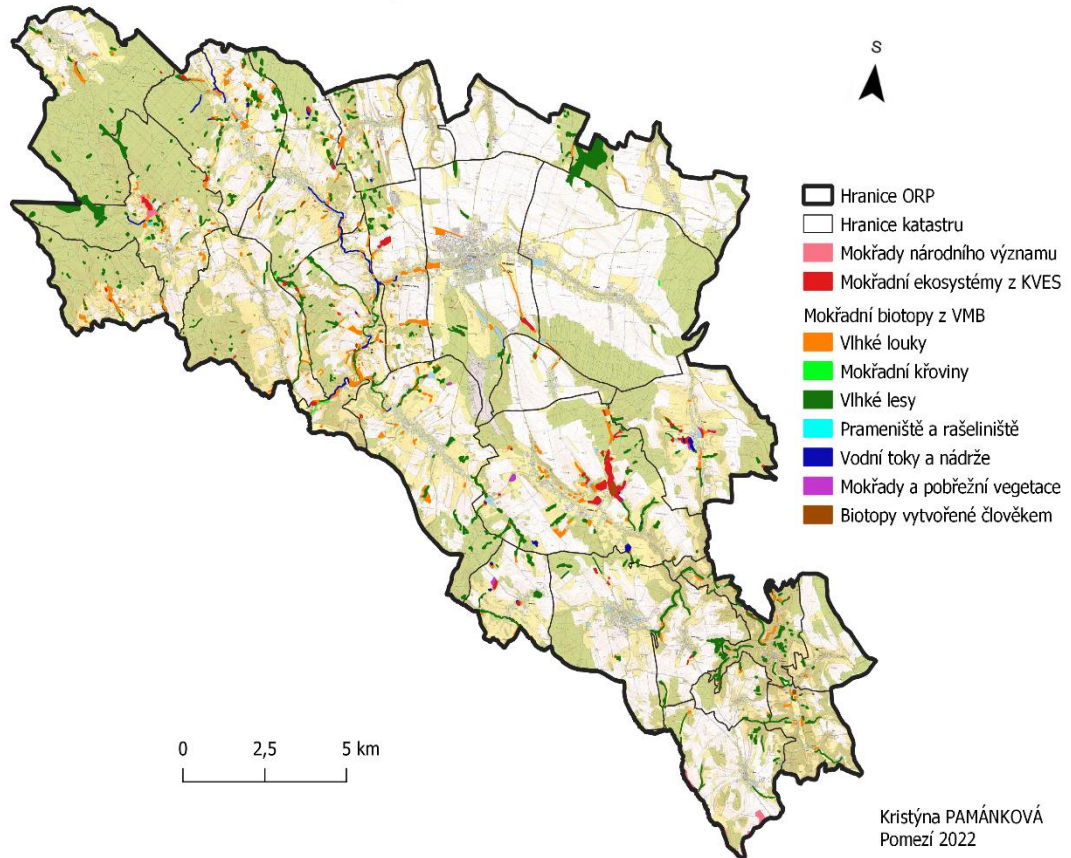 S
Hranice ORP
Hranice katastru
Mokřady národního významu
Mokřadní ekosystémy z KVES
Mokřadní biotopy z VMB
Vlhké louky
Mokřadní křoviny
Vlhké lesy
Prameniště a rašeliniště
Vodní toky a nádrže
Mokřady a pobřežní vegetace
Biotopy vytvořené člověkem
0 2,5 5 km
Kristýna PAMÁNKOVÁ
Pomezí 2022